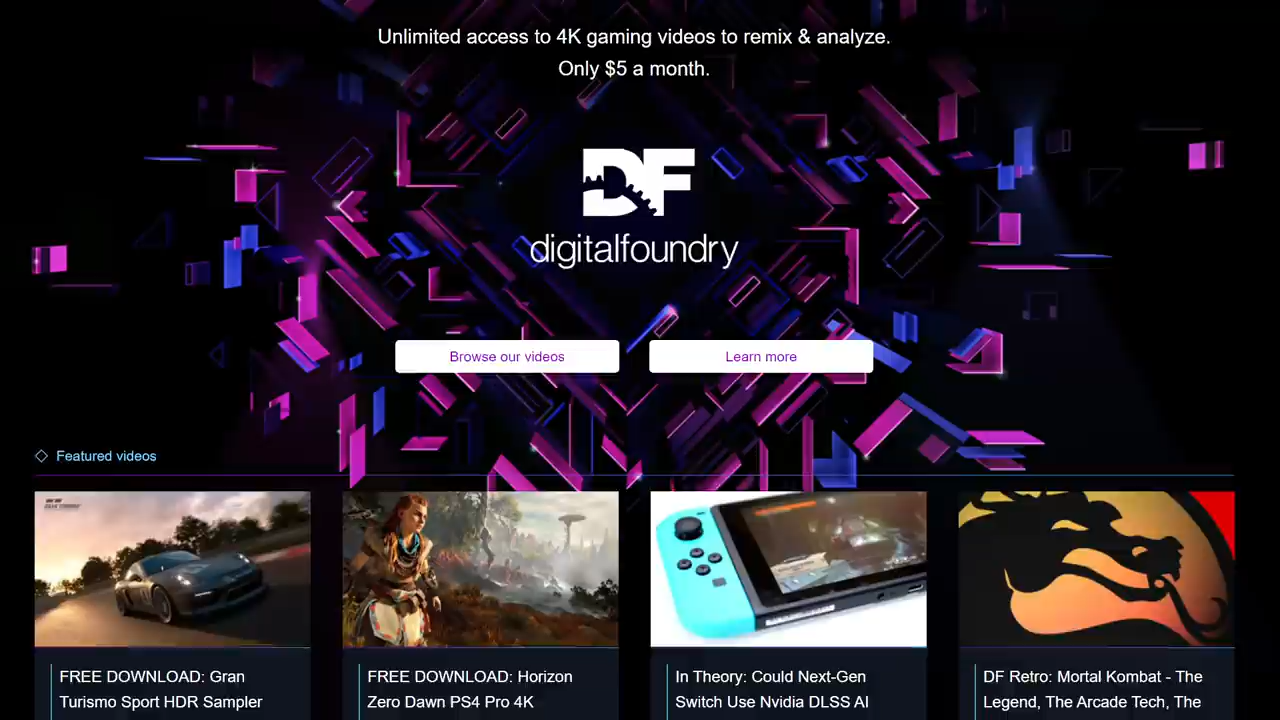 Unlimited access to 4K gaming videos to remix & analyze.
Only $5 a month.
DF
digitalfoundry
Browse our videos
Learn more
Featured videos
FREE DOWNLOAD: Gran
Turismo Sport HDR Sampler
FREE DOWNLOAD: Horizon
Zero Dawn PS4 Pro 4K
In Theory: Could Next-Gen
Switch Use Nvidia DLSS AI
DF Retro: Mortal Kombat - The
Legend, The Arcade Tech, The